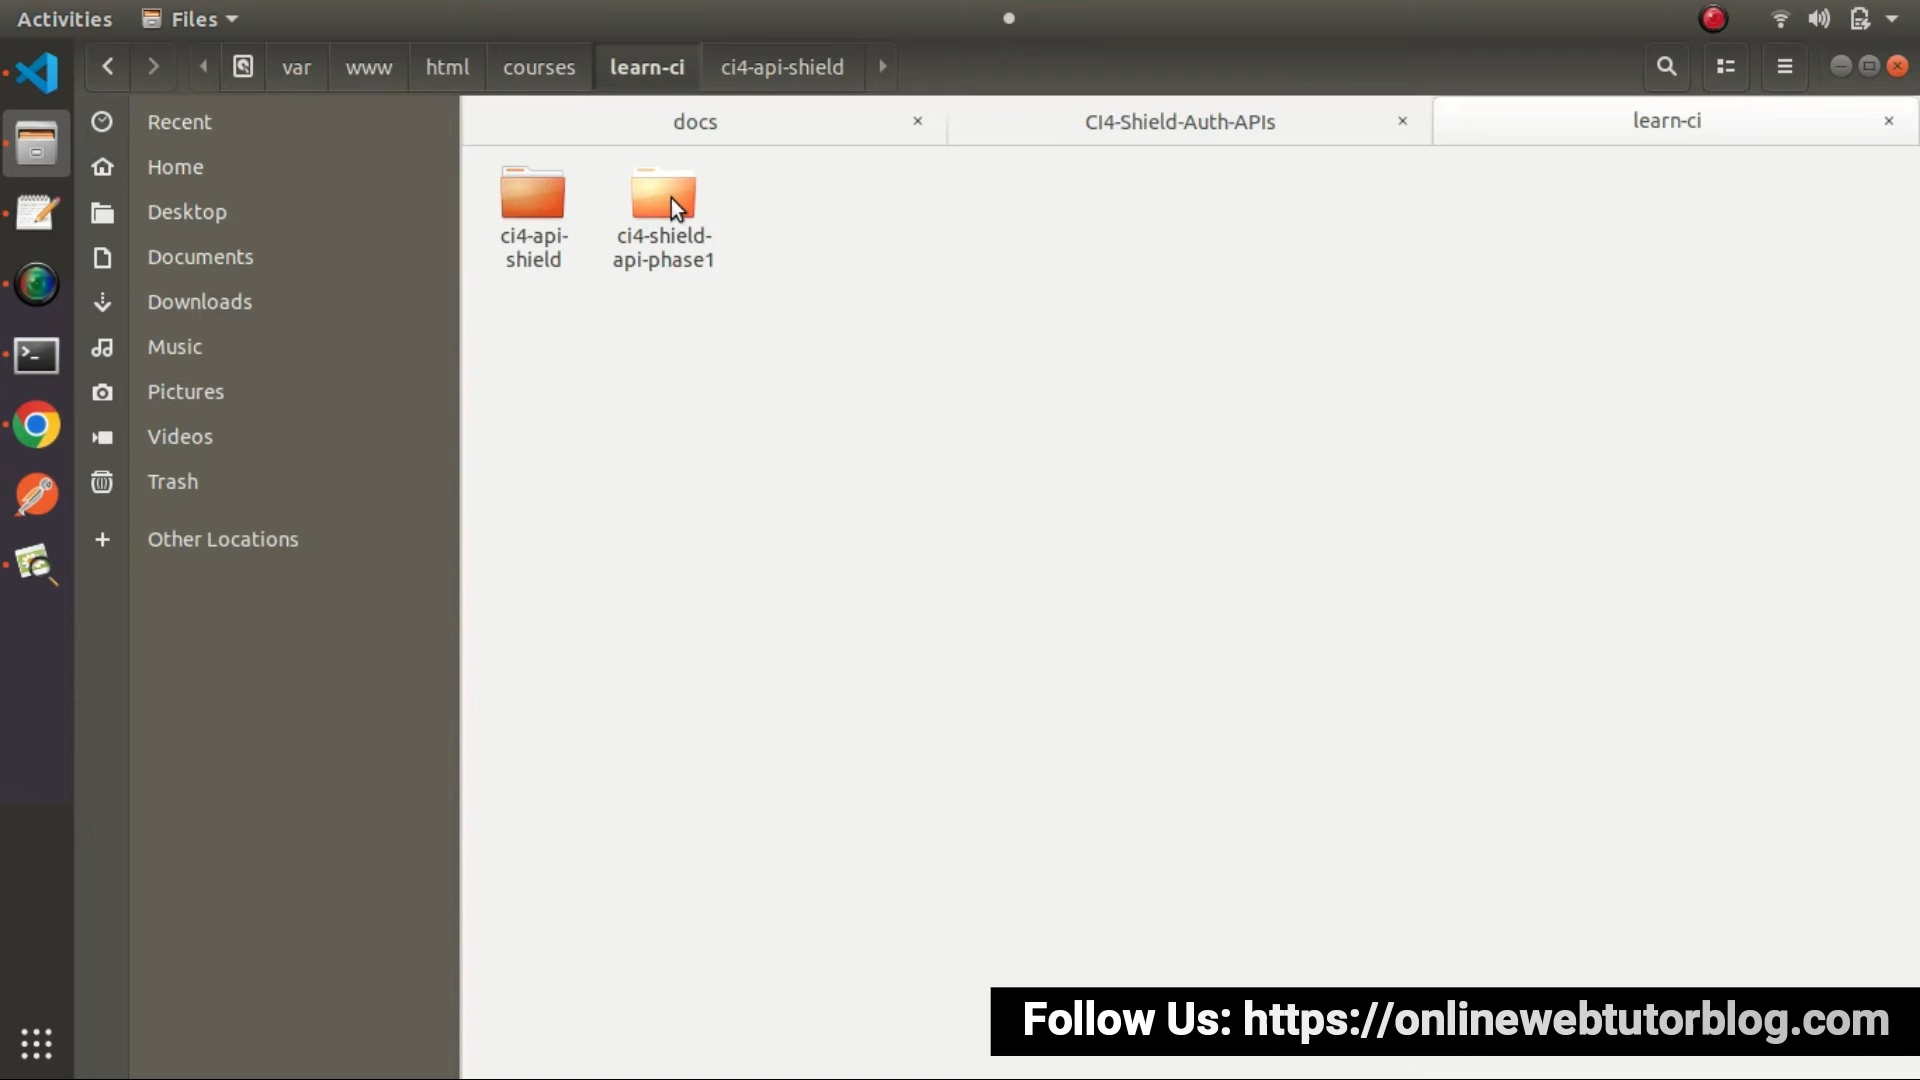 Activities
Files
var
www
html
courses
learn-ci
ci4-api-shield
Recent
Home
Desktop
Documents
Downloads
Music
Pictures
Videos
Trash
Other Locations
docs
CI4-Shield-Auth-APIs
learn-ci
ci4-api-
shield
ci4-shield-
api-phase1
Follow Us: https://onlinewebtutorblog.com